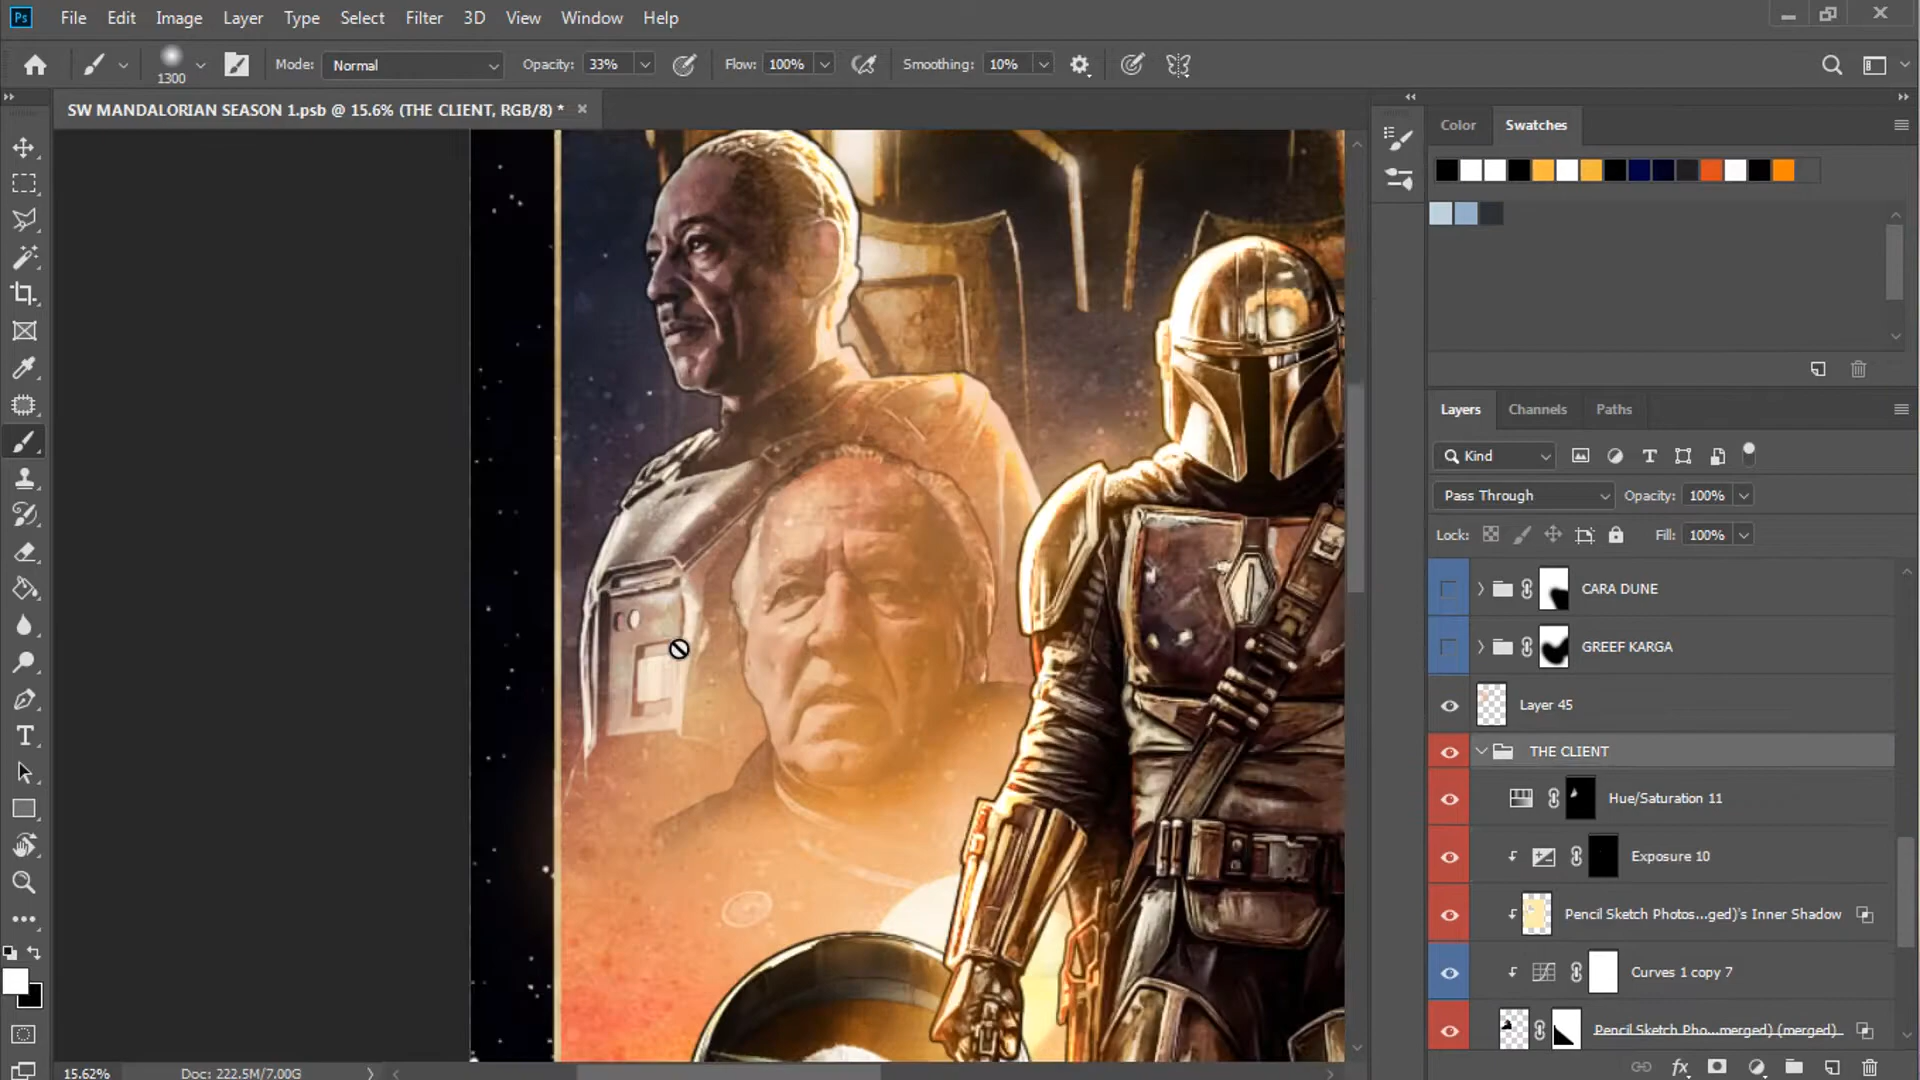 Ps File Edit Image Layer Type Select Filter 3D View Window Help
1300 Mode: Normal Opacity: 33% Flow: 100% Smoothing: 10%
SW MANDALORIAN SEASON 1.psb @ 15.6% (THE CLIENT, RGB/8) *
Color Swatches
Layers Channels Paths
Kind
Pass Through Opacity: 100%
Lock: Fill: 100%
CARA DUNE
GREEF KARGA
Layer 45
THE CLIENT
Hue/Saturation 11
Exposure 10
Pencil Sketch Photos...ged)'s Inner Shadow
Curves 1 copy 7
Pencil Sketch Pho...merged) (merged)
15.62% Doc: 222.5M/7.00G
fx